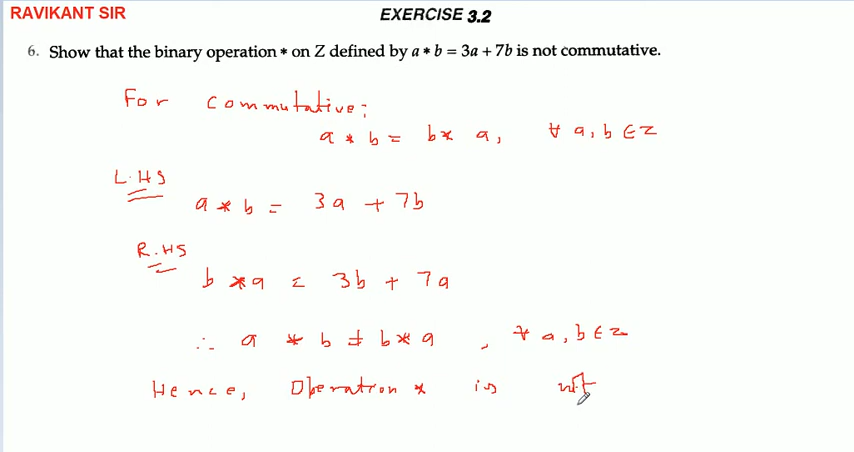 RAVIKANT SIR
EXERCISE 3.2
6. Show that the binary operation * on Z defined by a * b = 3a + 7b is not commutative.
For Commutative;
a * b = b * a, ∀ a, b ∈ Z
L.HS
a * b = 3a + 7b
R.HS
b * a = 3b + 7a
∴ a * b ≠ b * a , ∀ a, b ∈ Z
Hence, Operation * is not